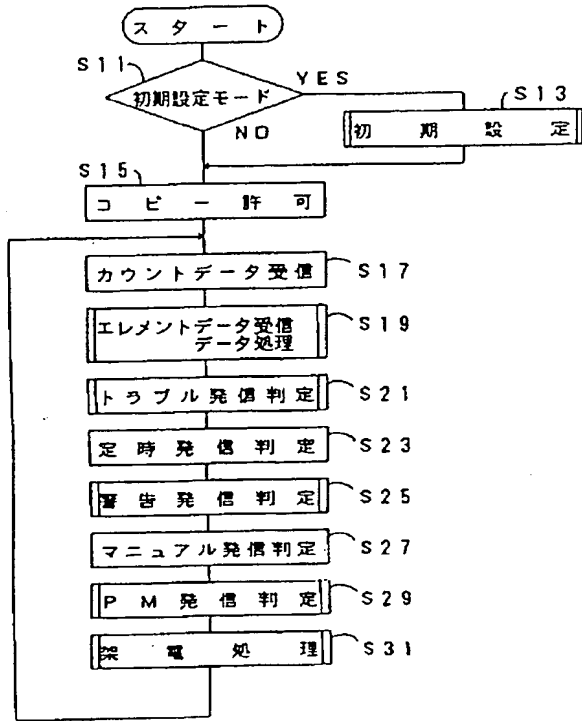 スタート
S11
初期設定モード
YES
NO
S13
初期設定
S15
コピー許可
カウントデータ受信
S17
エレメントデータ受信
データ処理
S19
トラブル発信判定
S21
定時発信判定
S23
警告発信判定
S25
マニュアル発信判定
S27
PM発信判定
S29
架電処理
S31